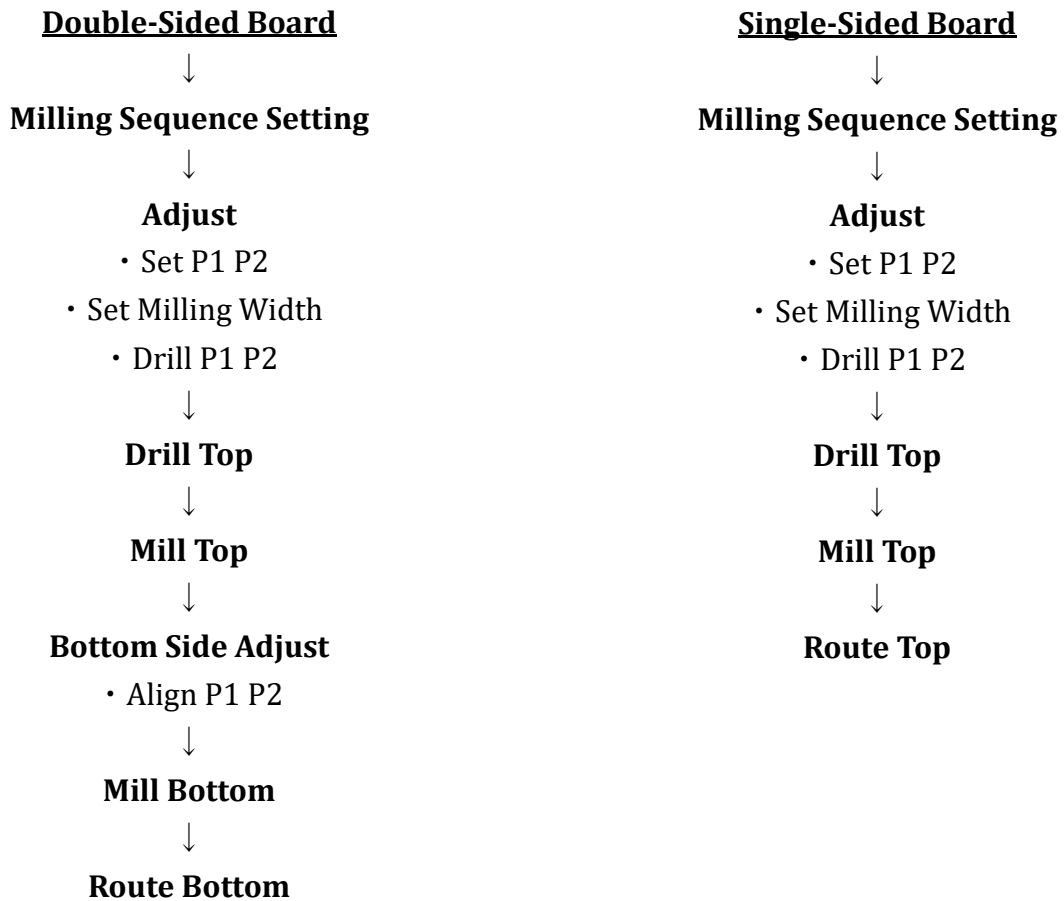 Double-Sided Board
↓
Milling Sequence Setting
↓
Adjust
・Set P1 P2
・Set Milling Width
・Drill P1 P2
↓
Drill Top
↓
Mill Top
↓
Bottom Side Adjust
・Align P1 P2
↓
Mill Bottom
↓
Route Bottom
Single-Sided Board
↓
Milling Sequence Setting
↓
Adjust
・Set P1 P2
・Set Milling Width
・Drill P1 P2
↓
Drill Top
↓
Mill Top
↓
Route Top